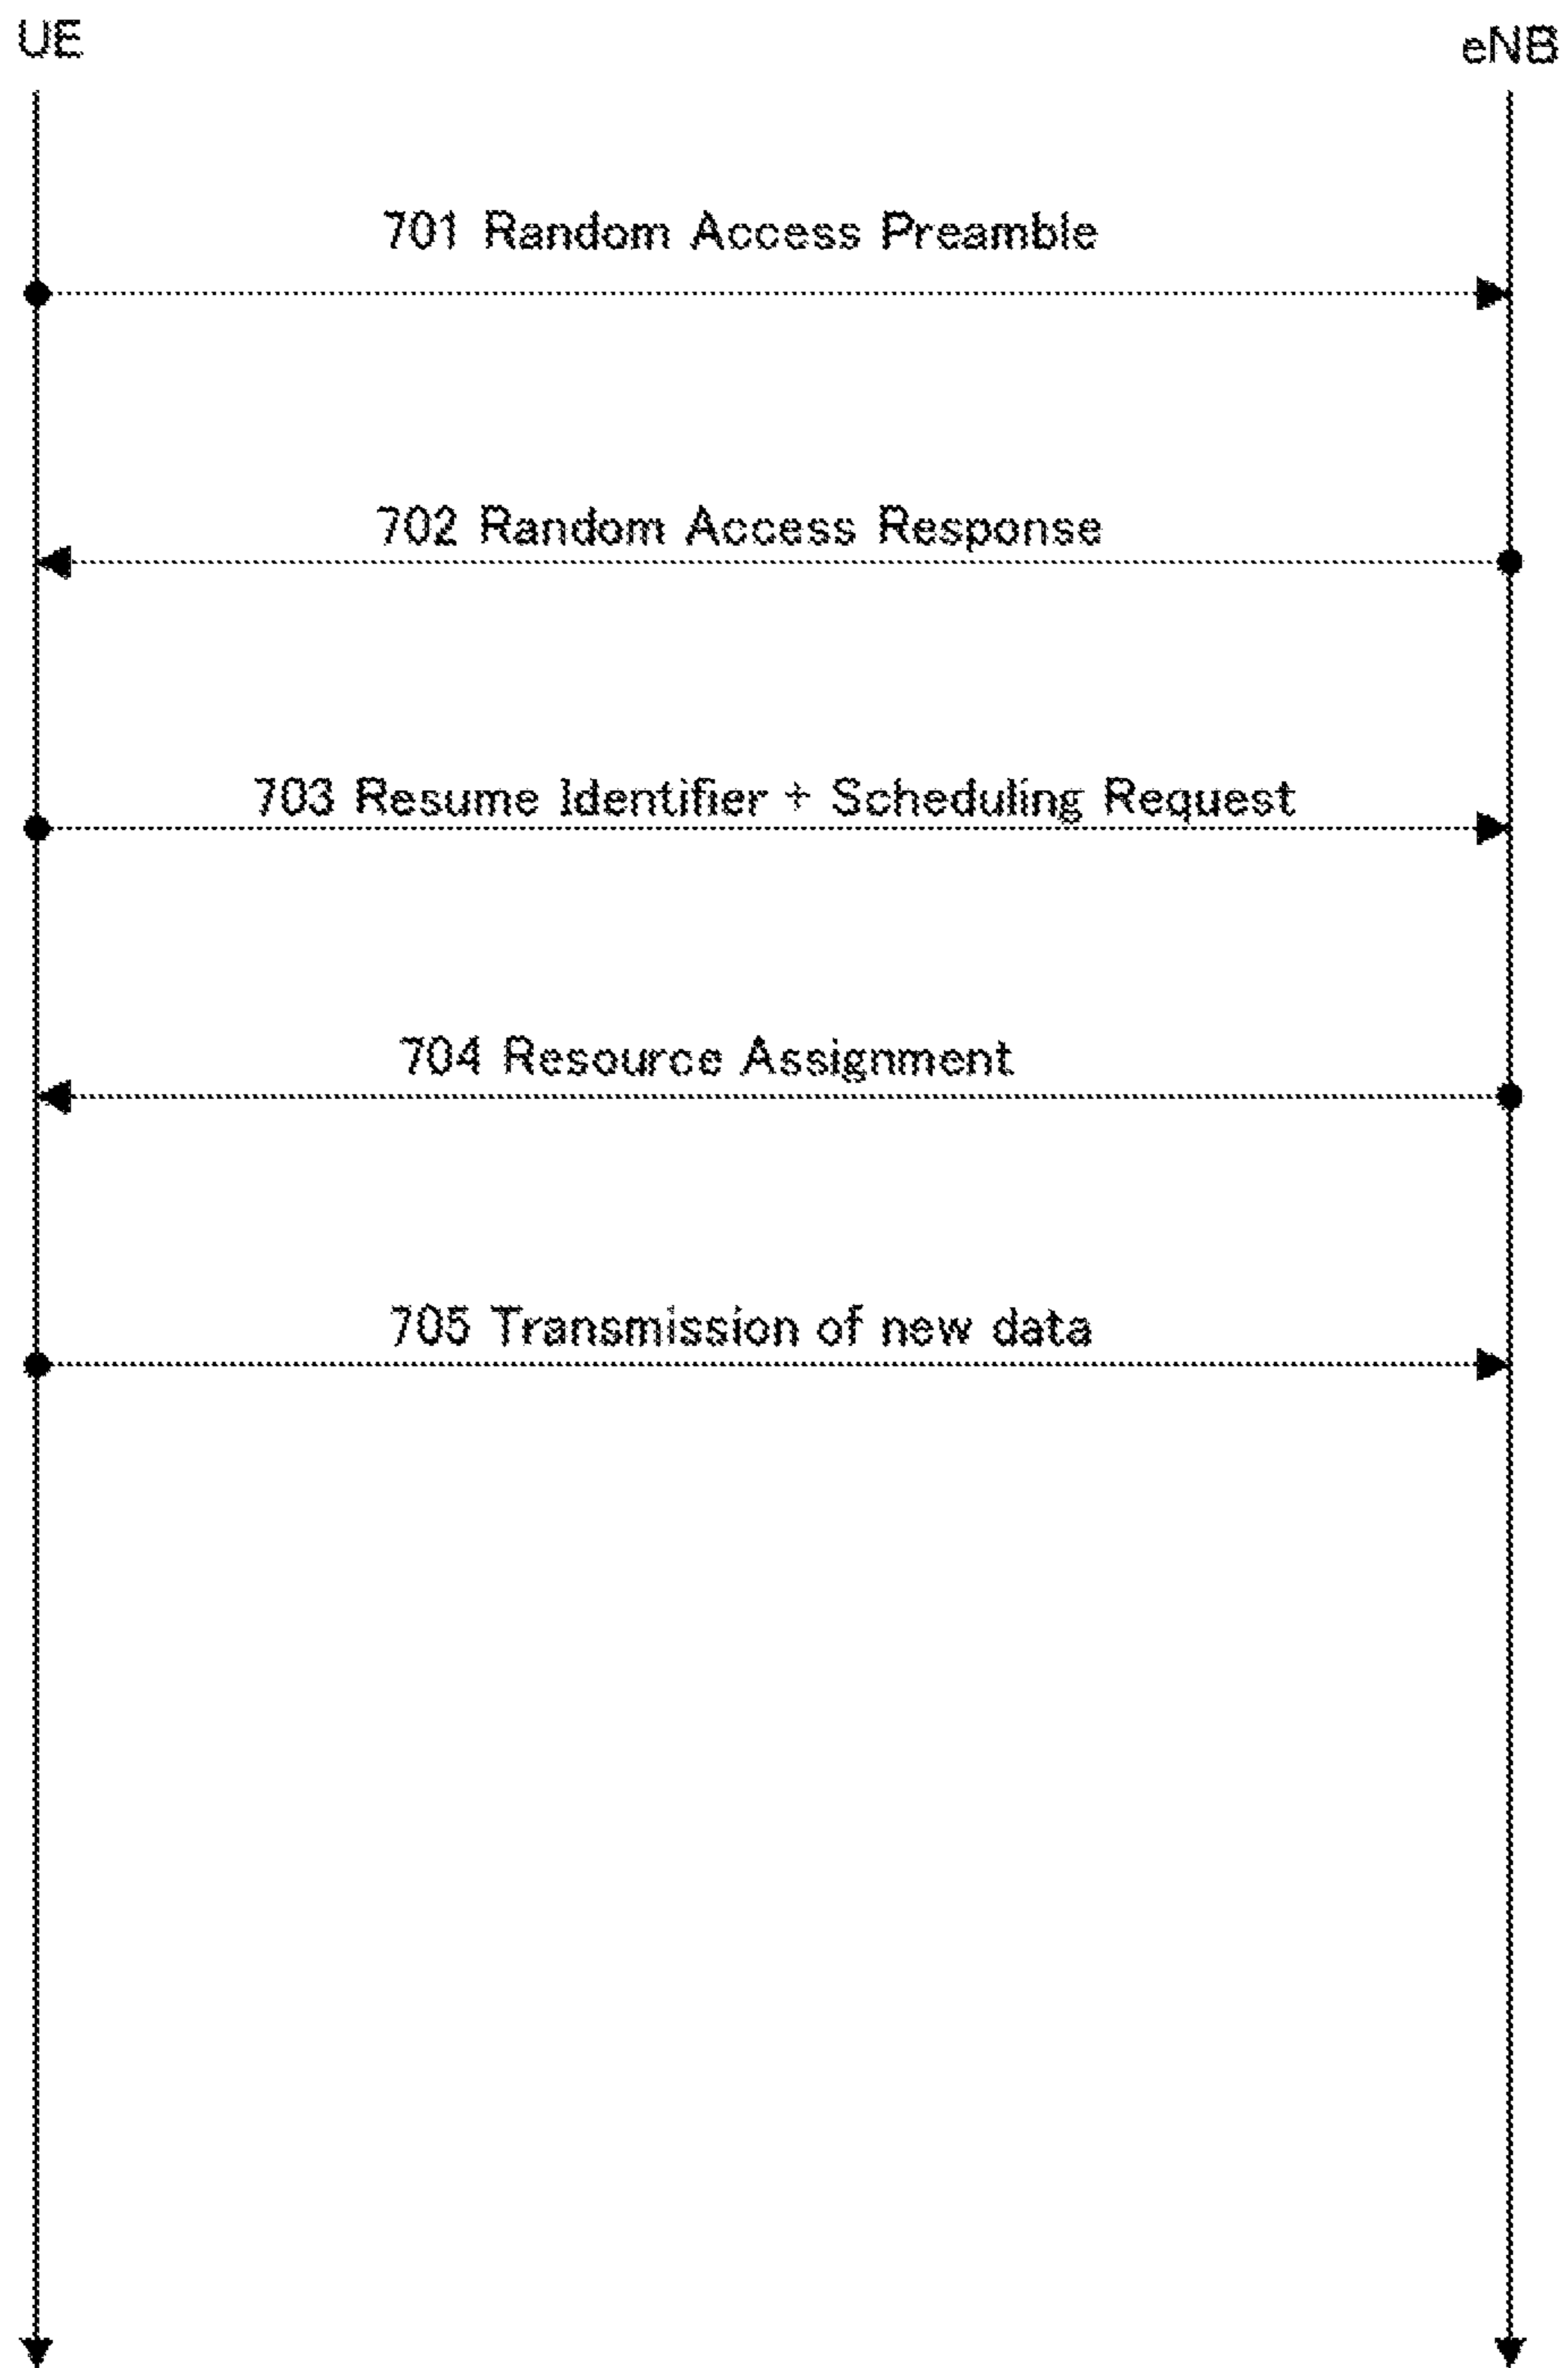 UE
eNB
701 Random Access Preamble
702 Random Access Response
703 Resume Identifier + Scheduling Request
704 Resource Assignment
705 Transmission of new data